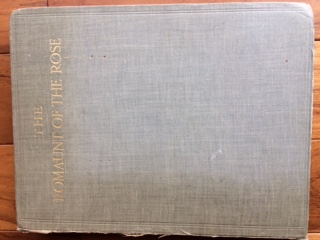 THE
ROMAUNT OF THE ROSE